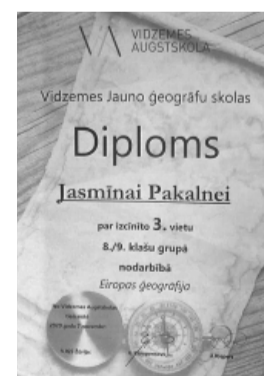 VA VIDZEMES
AUGSTSKOLA
Vidzemes Jauno ģeogrāfu skolas
Diploms
Jasmīnai Pakalnei
par izcīnīto 3. vietu
8./9. klašu grupā
nodarbībā
Eiropas ģeogrāfija